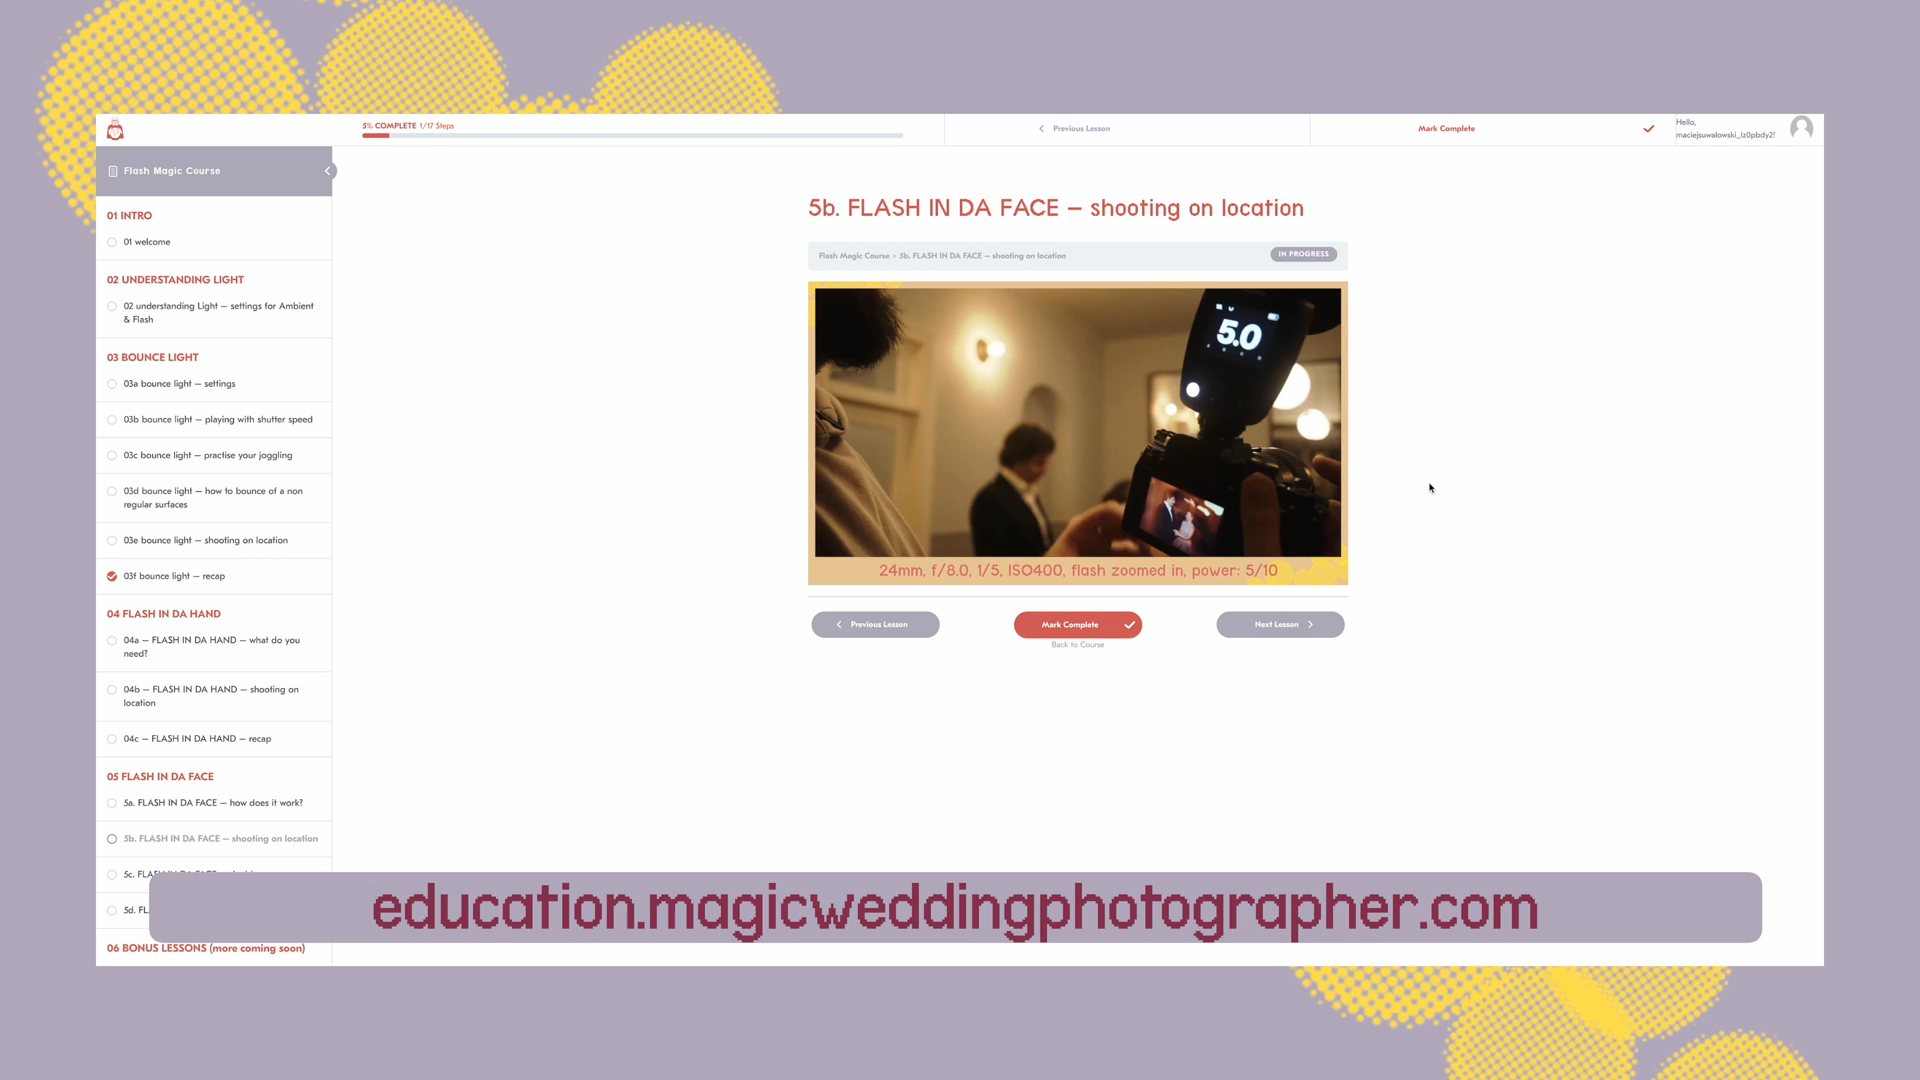 5% COMPLETE 1/17 Steps
Previous Lesson
Mark Complete
Hello,
maciejsuwalowski_lz0pbdy2!
Flash Magic Course
01 INTRO
01 welcome
02 UNDERSTANDING LIGHT
02 understanding Light – settings for Ambient
& Flash
03 BOUNCE LIGHT
03a bounce light – settings
03b bounce light – playing with shutter speed
03c bounce light – practise your joggling
03d bounce light – how to bounce of a non
regular surfaces
03e bounce light – shooting on location
03f bounce light – recap
04 FLASH IN DA HAND
04a – FLASH IN DA HAND – what do you
need?
04b – FLASH IN DA HAND – shooting on
location
04c – FLASH IN DA HAND – recap
05 FLASH IN DA FACE
5a. FLASH IN DA FACE – how does it work?
5b. FLASH IN DA FACE – shooting on location
5c. FLA
5d. FL
06 BONUS LESSONS (more coming soon)
5b. FLASH IN DA FACE – shooting on location
Flash Magic Course > 5b. FLASH IN DA FACE – shooting on location
IN PROGRESS
5.0
24mm, f/8.0, 1/5, ISO400, flash zoomed in, power: 5/10
Previous Lesson
Mark Complete
Next Lesson
Back to Course
education.magicweddingphotographer.com